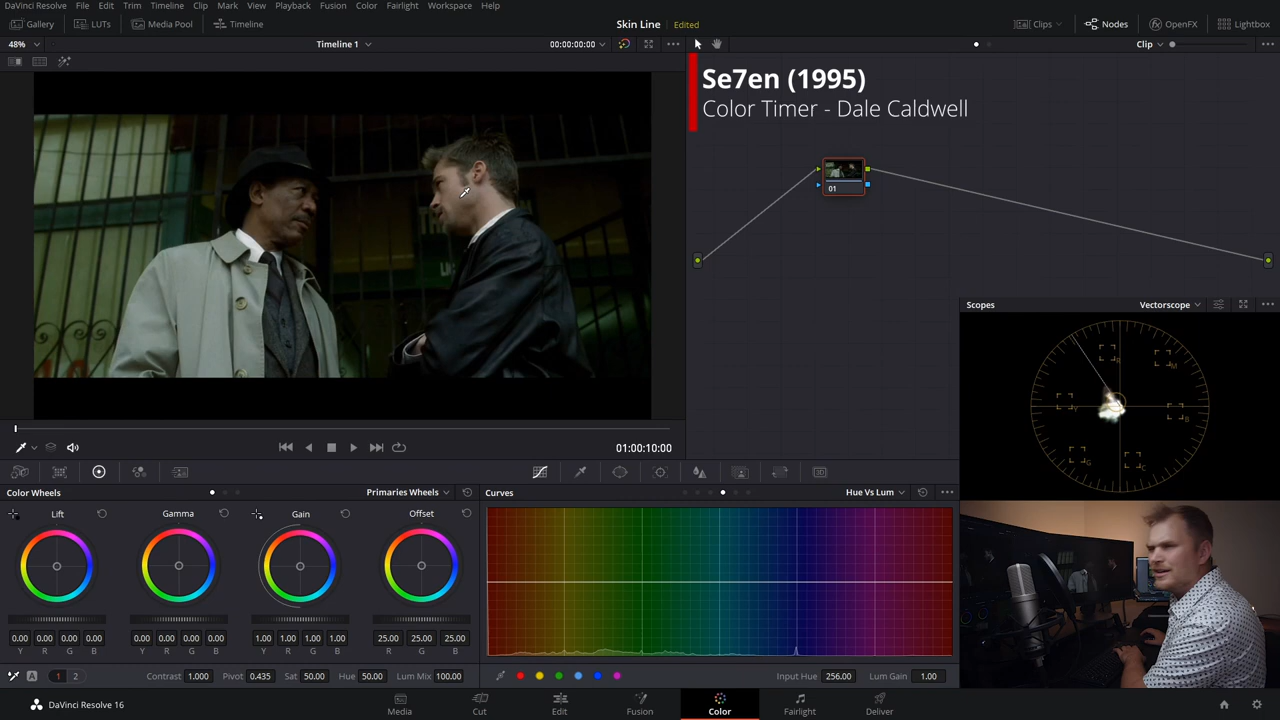 DaVinci Resolve File Edit Trim Timeline Clip Mark View Playback Fusion Color Fairlight Workspace Help
Gallery LUTs Media Pool Timeline Skin Line Edited Clips Nodes OpenFX Lightbox
48% Timeline 1 00:00:00:00 Clip
Se7en (1995)
Color Timer - Dale Caldwell
01
Scopes Vectorscope
R M
Y B
G C
01:00:10:00
Color Wheels Primaries Wheels Curves Hue Vs Lum
Lift Gamma Gain Offset
0.00 0.00 0.00 0.00 0.00 0.00 0.00 0.00 1.00 1.00 1.00 1.00 25.00 25.00 25.00
Y R G B Y R G B Y R G B R G B
A 1 2 Contrast 1.000 Pivot 0.435 Sat 50.00 Hue 50.00 Lum Mix 100.00 Input Hue 256.00 Lum Gain 1.00
DaVinci Resolve 16 Media Cut Edit Fusion Color Fairlight Deliver